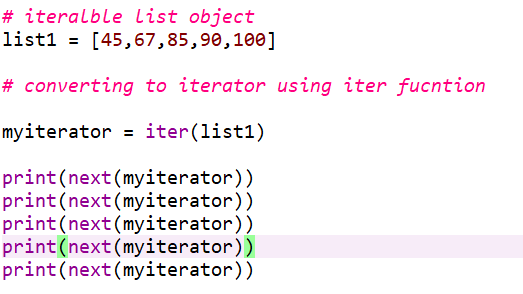 # iteralble list object
list1 = [45,67,85,90,100]
# converting to iterator using iter fucntion
myiterator = iter(list1)
print(next(myiterator))
print(next(myiterator))
print(next(myiterator))
print(next(myiterator))
print(next(myiterator))